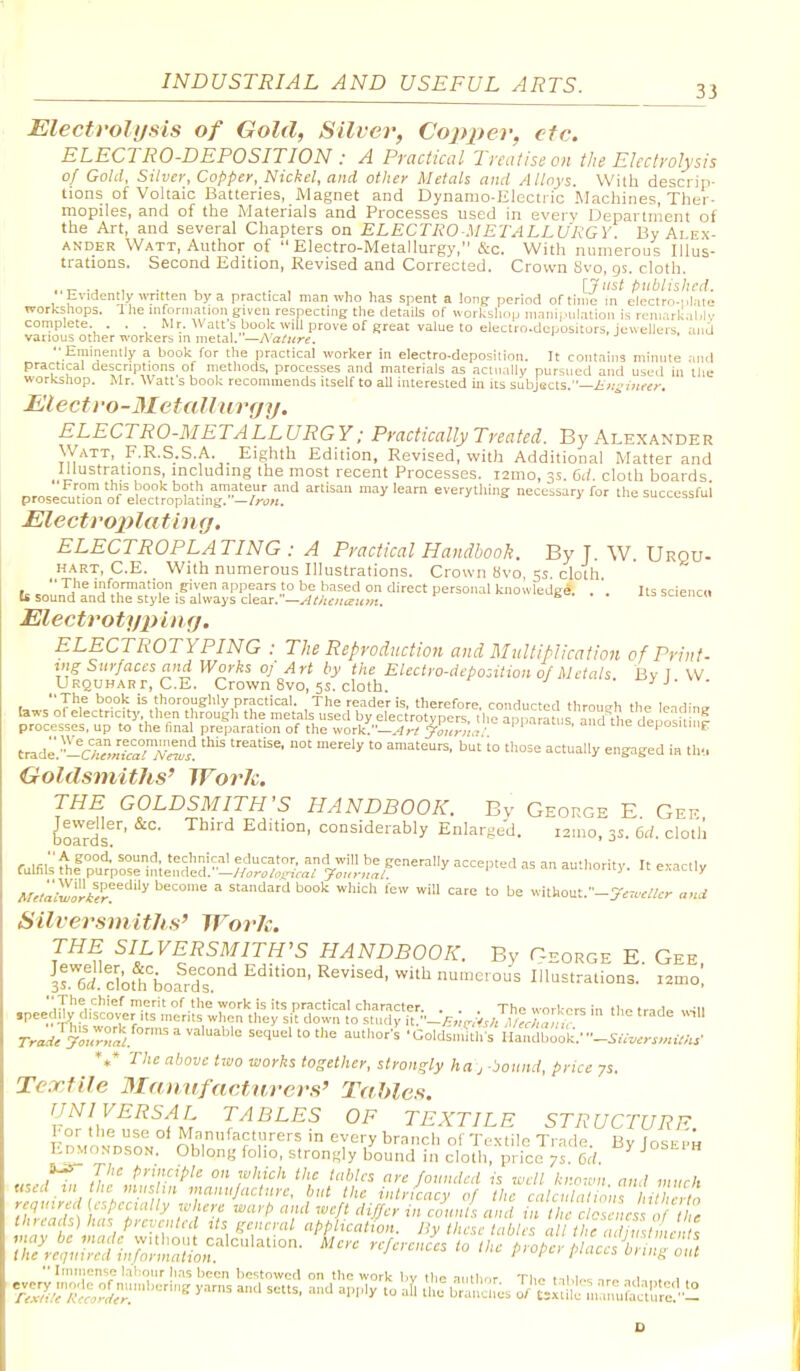 INDUSTRIAL AND USEFUL ARTS.
33
Electrolysis of Gold, Silver, Copper, etc.
ELECTRO-DEPOSITION : A Practical Treatise on the Electrolysis
of Gold, Silver, Copper, Nickel, and other Metals and Alloys. With descrip-
tions of Voltaic Batteries, Magnet and Dynamo-Electric Machines, Ther-
mopiles, and of the Materials and Processes used in every Department of
the Art, and several Chapters on ELECTRO-METALLURGY. By ALEX-
ANDER WATT, Author of "Electro-Metallurgy," &c. With numerous Illus-
trations. Second Edition, Revised and Corrected. Crown 8vo, 9s. cloth.
[Just published.
"Evidently written by a practical man who has spent a long period of time in electro-plate
workshops. The information given respecting the details of workshop manipulation is remarkably
complete. . . . Mr. Watt's book will prove of great value to electro-depositors, jewellers, and
various other workers in metal."—Nature.
"Eminently a book for the practical worker in electro-deposition. It contains minute and
practical descriptions of methods, processes and materials as actually pursued and used in the
workshop. Mr. Watt's book recommends itself to all interested in its subjects."—Engineer.
Electro-Metallurgy.
ELECTRO-METALLURGY; Practically Treated. By ALEXANDER
WATT, F.R.S.S.A. Eighth Edition, Revised, with Additional Matter and
Illustrations, including the most recent Processes. 12mo, 3s. 6d. cloth boards.
"From this book both amateur and artisan may learn everything necessary for the successful
prosecution of electroplating."—Iron.
Electroplating.
ELECTROPLATING : A Practical Handbook. By J. W. URQU-
HART, C.E. With numerous Illustrations. Crown 8vo, 5s. cloth.
"The information given appears to be based on direct personal knowledge. . . Its science
is sound and the style is always clear."—Athenæum.
Electrotyping.
ELECTROTYPING : The Reproduction and Multiplication of Print-
ing Surfaces and Works of Art by the Electro-deposition of Metals. By J. W.
URQUHART, C.E. Crown 8vo, 5s. cloth.
"The book is thoroughly practical. The reader is, therefore, conducted through the leading
laws of electricity, then through the metals used by electrotypers, the apparatus, and the depositing
processes, up to the final preparation of the work."—Art Journal.
"We can recommend this treatise, not merely to amateurs, but to those actually engaged in the
trade."—Chemical News.
Goldsmiths' Work.
THE GOLDSMITH'S HANDBOOK. By GEORGE E. GEE,
Jeweller, &c. Third Edition, considerably Enlarged. 12mo, 3s. 6d. cloth
boards.
"A good, sound, technical educator, and will be generally accepted as an authority. It exactly
fulfils the purpose intended."—Horological Journal.
"Will speedily become a standard book which few will care to be without."—Jeweller and
Metalworker.
Silversmiths' Work.
THE SILVERSMITH'S HANDBOOK. By GEORGE E. GEE,
Jeweller, &c. Second Edition, Revised, with numerous Illustrations. 12mo,
3s. 6d. cloth boards.
"The chief merit of the work is its practical character. . . . The workers in the trade will
speedily discover its merits when they sit down to study it."—English Mechanic.
"This work forms a valuable sequel to the author's 'Goldsmith's Handbook.'"—Silversmiths'
Trade Journal.
*** The above two works together, strongly ha -bound, price 7s.
Textile Manufacturers' Tables.
UNIVERSAL TABLES OF TEXTILE STRUCTURE.
For the use of Manufacturers in every branch of Textile Trade. By JOSEPH
EDMONDSON. Oblong folio, strongly bound in cloth, price 7s. 6d.
☞ The principle on which the tables are founded is well known, and much
used in the muslin manufacture, but the intricacy of the calculations hitherto
required (especially where warp and weft differ in counts and in the closeness of the
threads) has prevented its general application. By these tables all the adjustments
may be made without calculation. Mere references to the proper places bring out
the required information.
"Immense labour has been bestowed on the work by the author. The tables are adapted to
every mode of numbering yarns and setts, and apply to all the branches of textile manufacture."—
Textile Recorder.
D